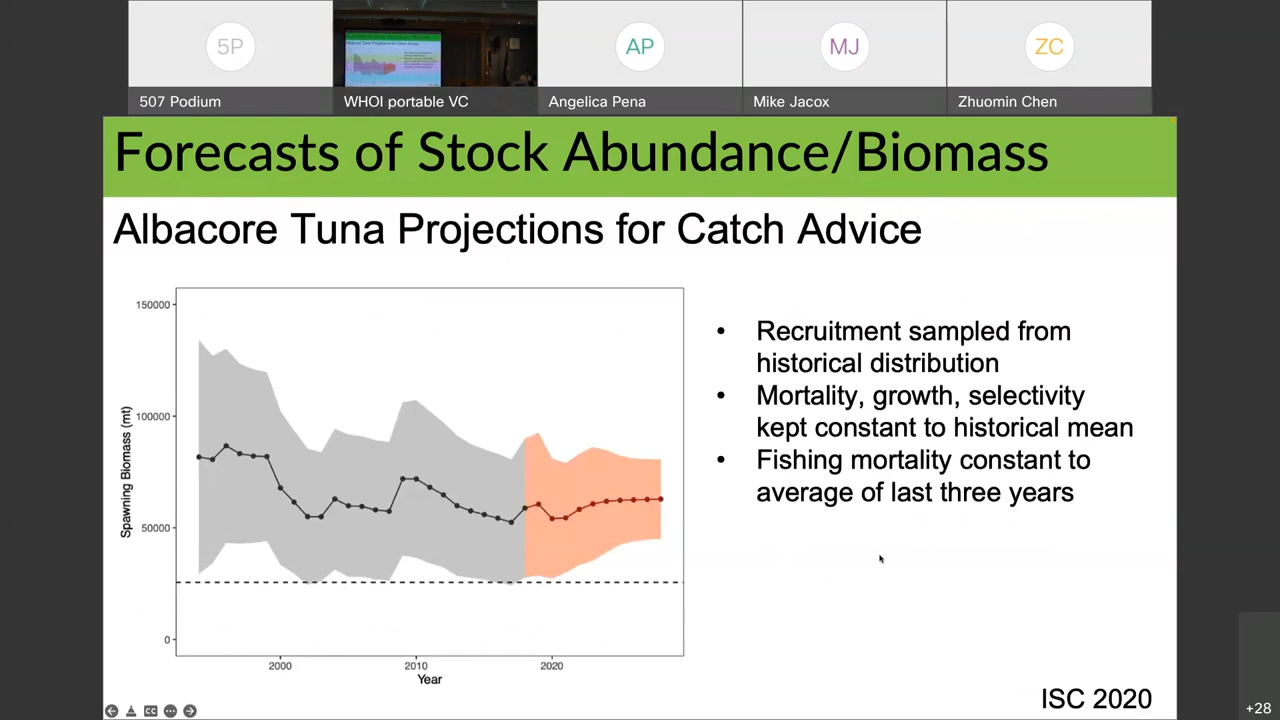 5P
AP
MJ
ZC
507 Podium
WHOI portable VC
Angelica Pena
Mike Jacox
Zhuomin Chen
Forecasts of Stock Abundance/Biomass
Albacore Tuna Projections for Catch Advice
150000
100000
50000
0
Spawning Biomass (mt)
2000
2010
2020
Year
• Recruitment sampled from
historical distribution
• Mortality, growth, selectivity
kept constant to historical mean
• Fishing mortality constant to
average of last three years
ISC 2020
CC
+28